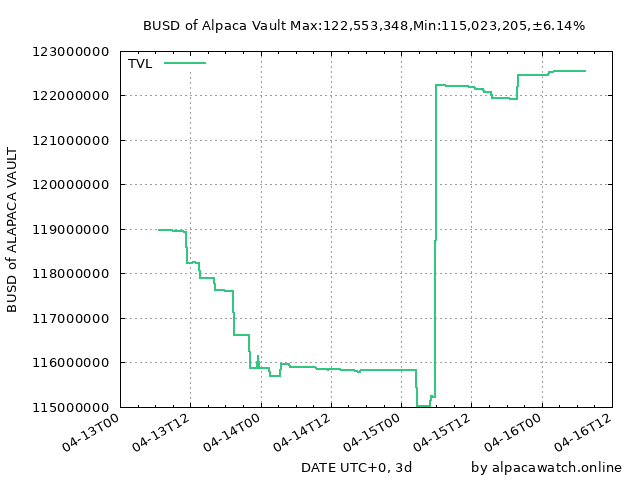 BUSD of Alpaca Vault Max:122,553,348,Min:115,023,205,±6.14%
TVL
123000000
122000000
121000000
120000000
119000000
118000000
117000000
116000000
115000000
BUSD of ALAPACA VAULT
04-13T00
04-13T12
04-14T00
04-14T12
04-15T00
04-15T12
04-16T00
04-16T12
DATE UTC+0, 3d
by alpacawatch.online